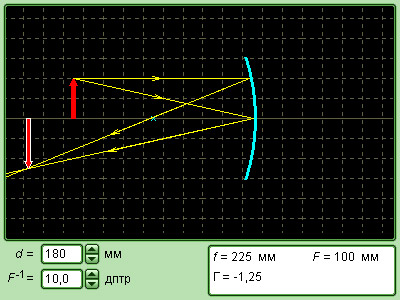 d = 180 мм
F⁻¹= 10,0 дптр
f = 225 мм F = 100 мм
Г = -1,25